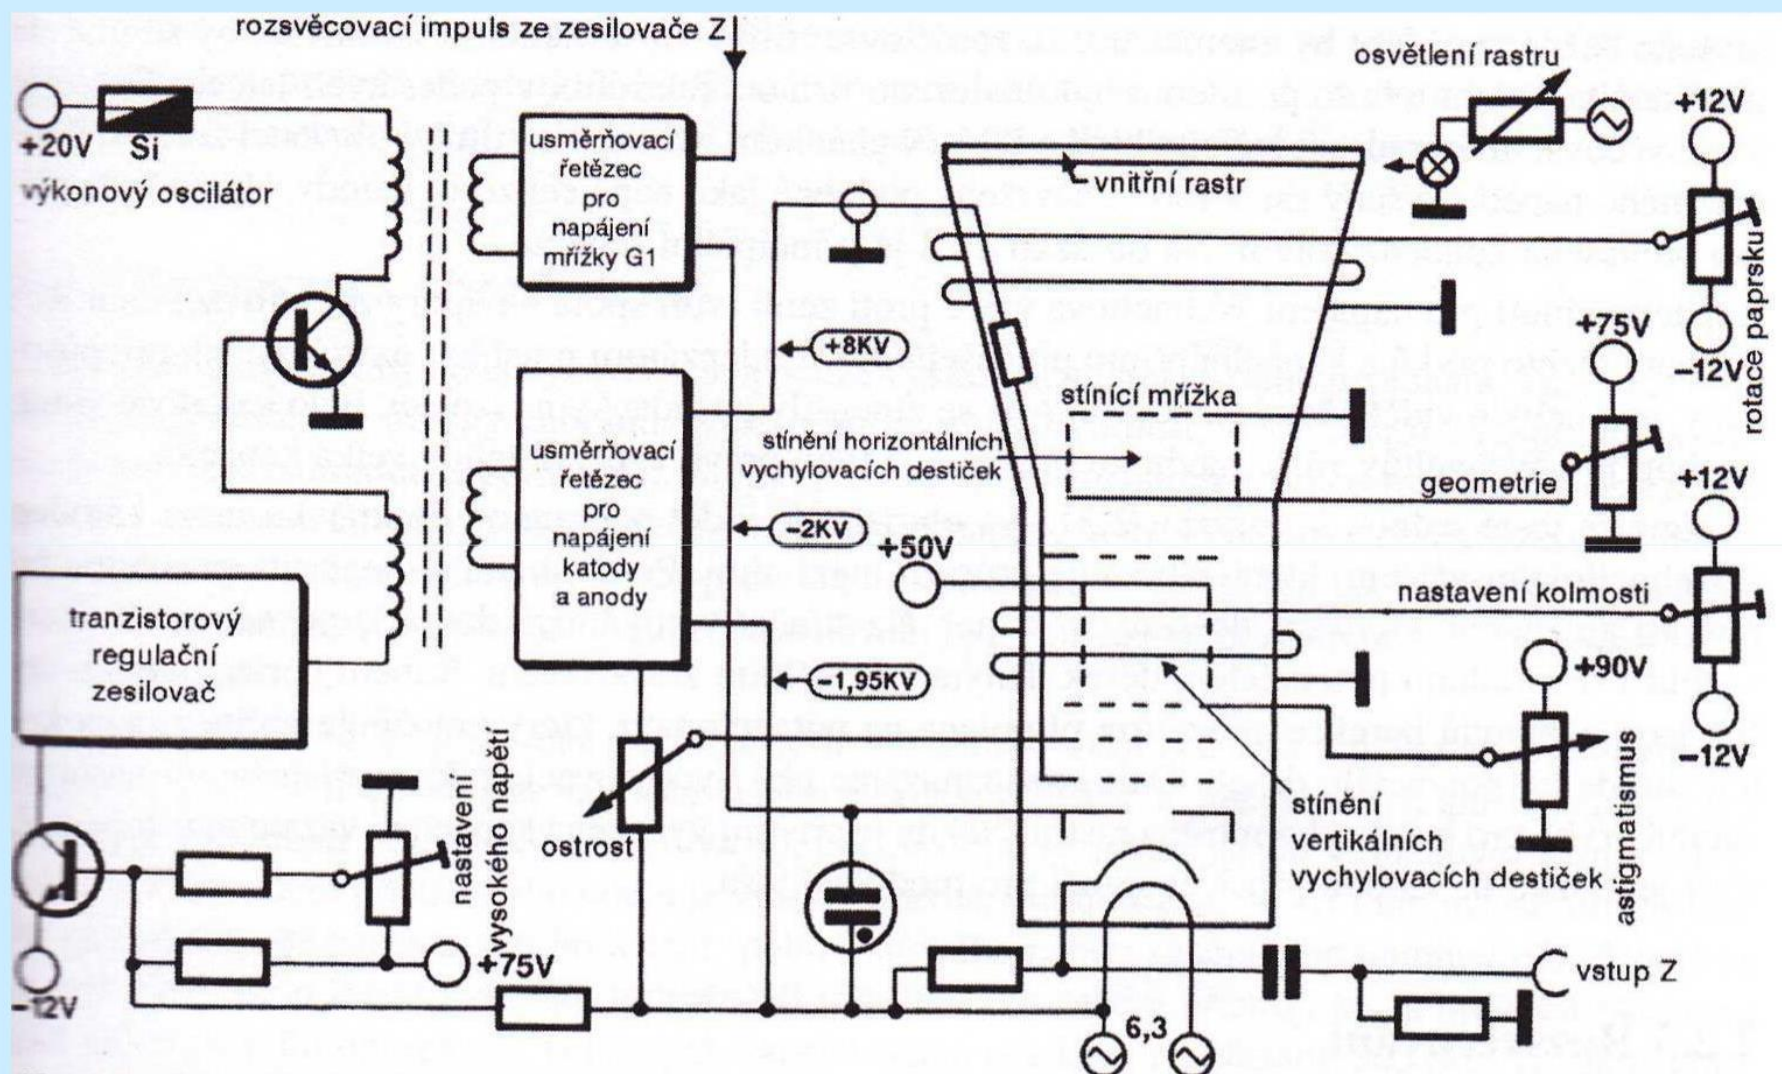 rozsvěcovací impuls ze zesilovače Z
osvětlení rastru
+20V
Si
výkonový oscilátor
usměrňovací
řetězec
pro
napájení
mřížky G1
vnitřní rastr
+12V
-12V
rotace paprsku
+8KV
+75V
geometrie
stínící mřížka
stínění horizontálních
vychylovacích destiček
usměrňovací
řetězec
pro
napájení
katody
a anody
-2KV
+50V
+12V
nastavení kolmosti
-12V
tranzistorový
regulační
zesilovač
-1,95KV
+90V
astigmatismus
nastavení
vysokého napětí
ostrost
stínění
vertikálních
vychylovacích destiček
+75V
-12V
vstup Z
6,3